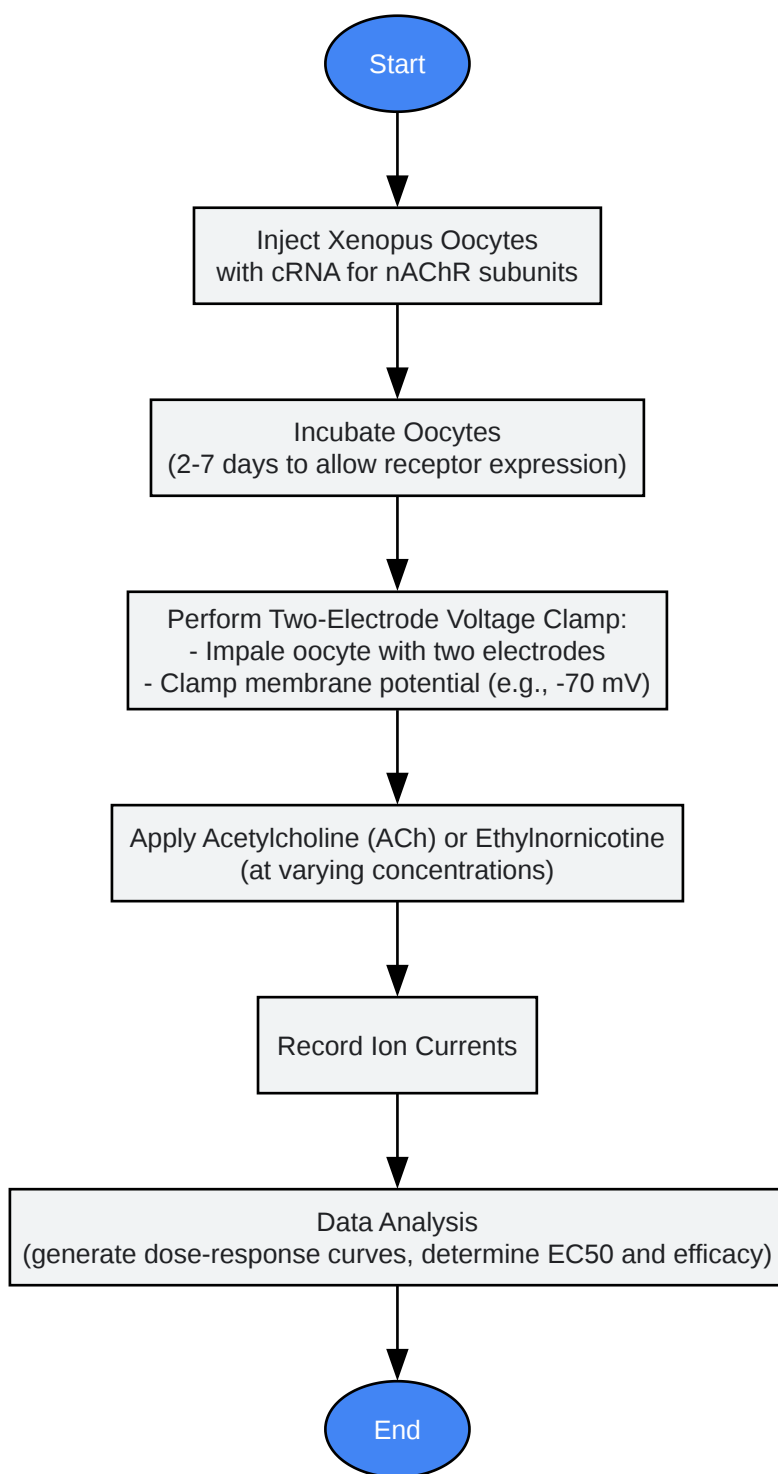 Start
Inject Xenopus Oocytes
with cRNA for nAChR subunits
Incubate Oocytes
(2-7 days to allow receptor expression)
Perform Two-Electrode Voltage Clamp:
- Impale oocyte with two electrodes
- Clamp membrane potential (e.g., -70 mV)
Apply Acetylcholine (ACh) or Ethylnornicotine
(at varying concentrations)
Record Ion Currents
Data Analysis
(generate dose-response curves, determine EC50 and efficacy)
End